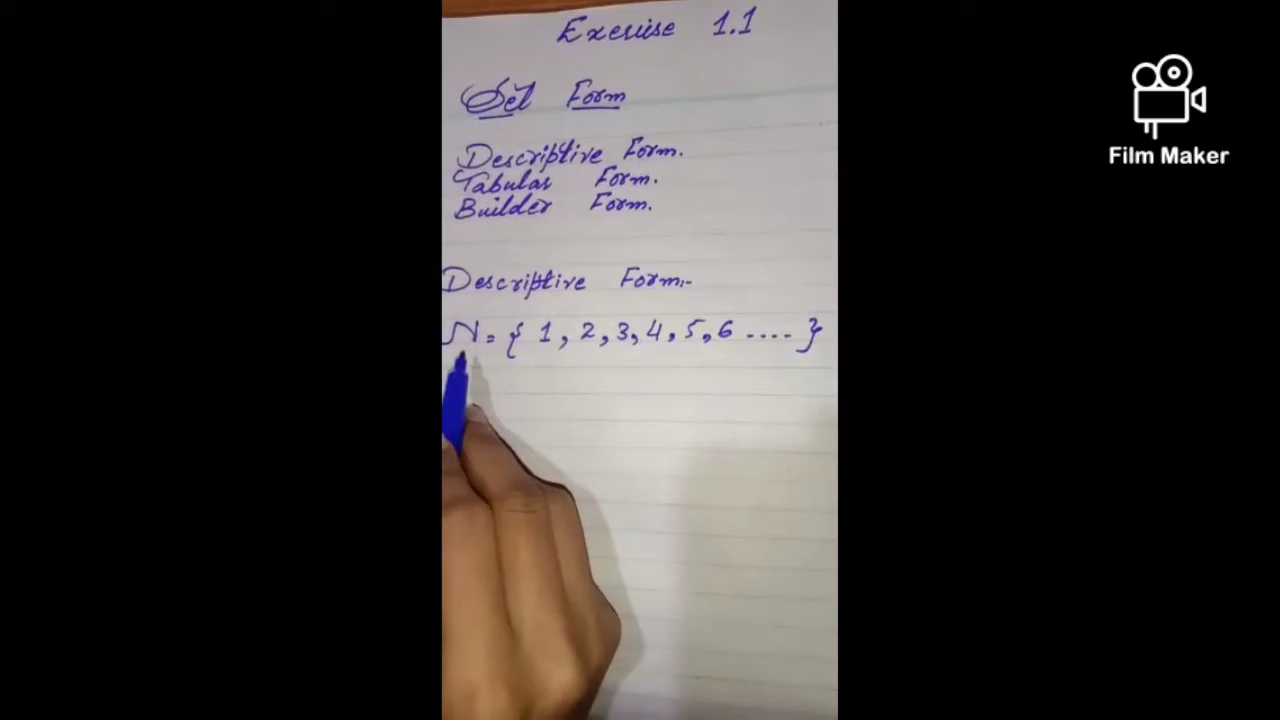 Exercise 1.1
Set Form
Descriptive Form.
Tabular Form.
Builder Form.
Descriptive Form:-
N = { 1, 2, 3, 4, 5, 6 .... }
Film Maker